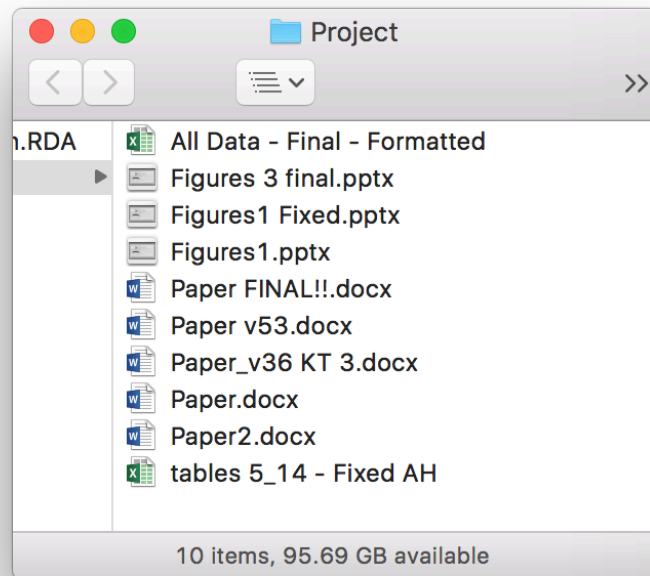 Project
n.RDA
All Data - Final - Formatted
Figures 3 final.pptx
Figures1 Fixed.pptx
Figures1.pptx
Paper FINAL!!.docx
Paper v53.docx
Paper_v36 KT 3.docx
Paper.docx
Paper2.docx
tables 5_14 - Fixed AH
10 items, 95.69 GB available